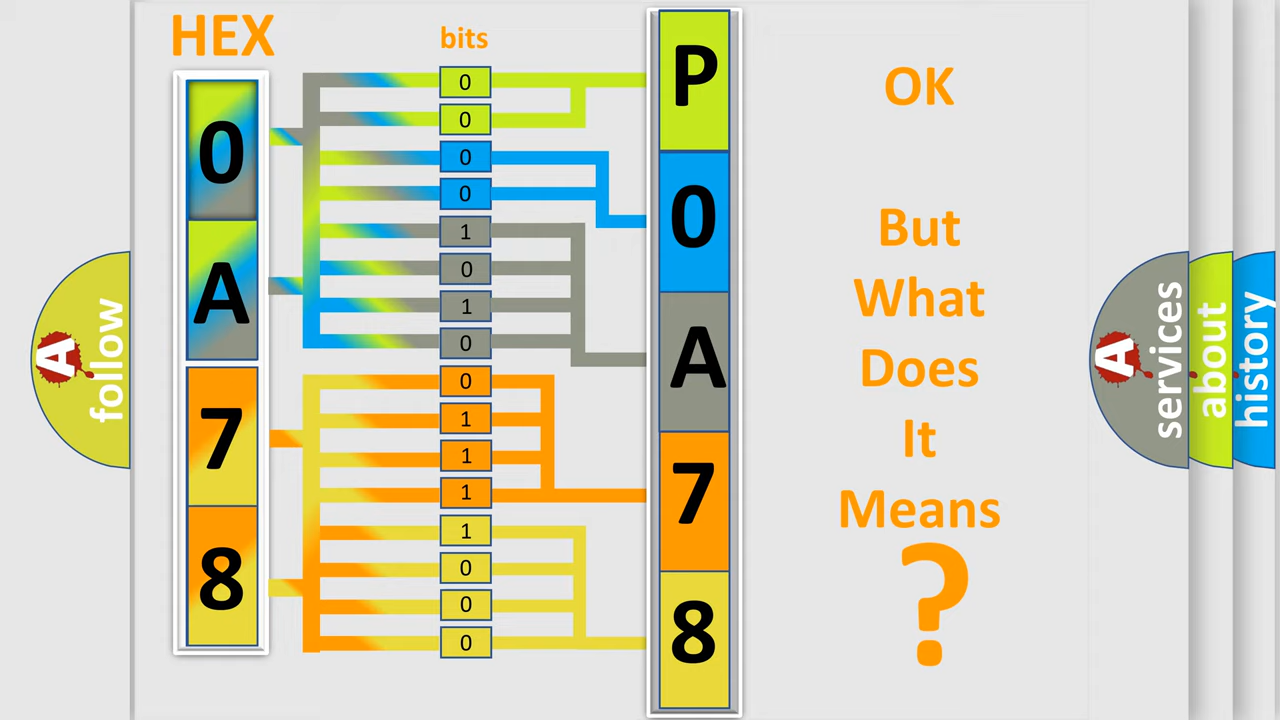 HEX
0
A
7
8
bits
0
0
0
0
1
0
1
0
0
1
1
1
1
0
0
0
P
0
A
7
8
OK
But
What
Does
It
Means
?
A
follow
A
services
about
history